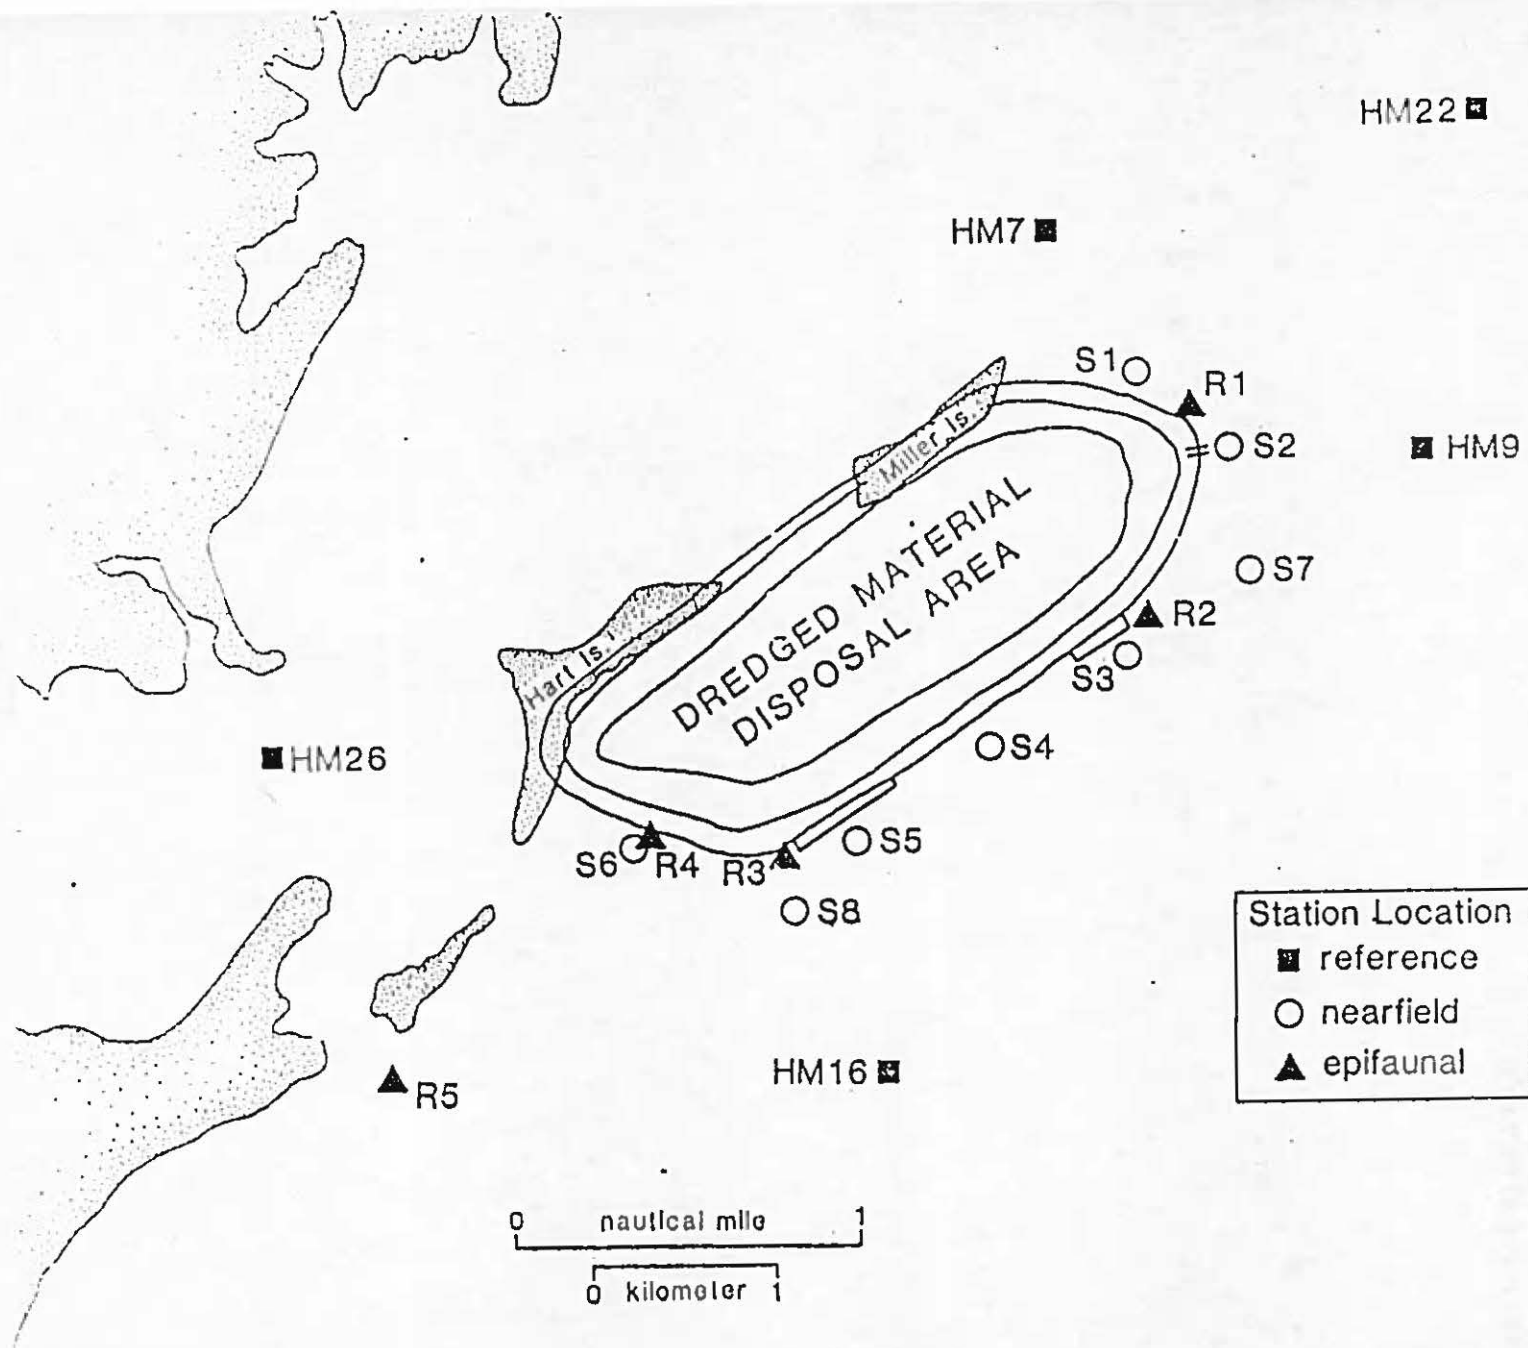 HM22
HM7
S1
R1
Miller Is.
S2
HM9
DREDGED MATERIAL
DISPOSAL AREA
S7
R2
Hart Is.
S3
S4
HM26
S5
S6
R4
R3
S8
Station Location
reference
nearfield
epifaunal
HM16
R5
0 nautical mile 1
0 kilometer 1